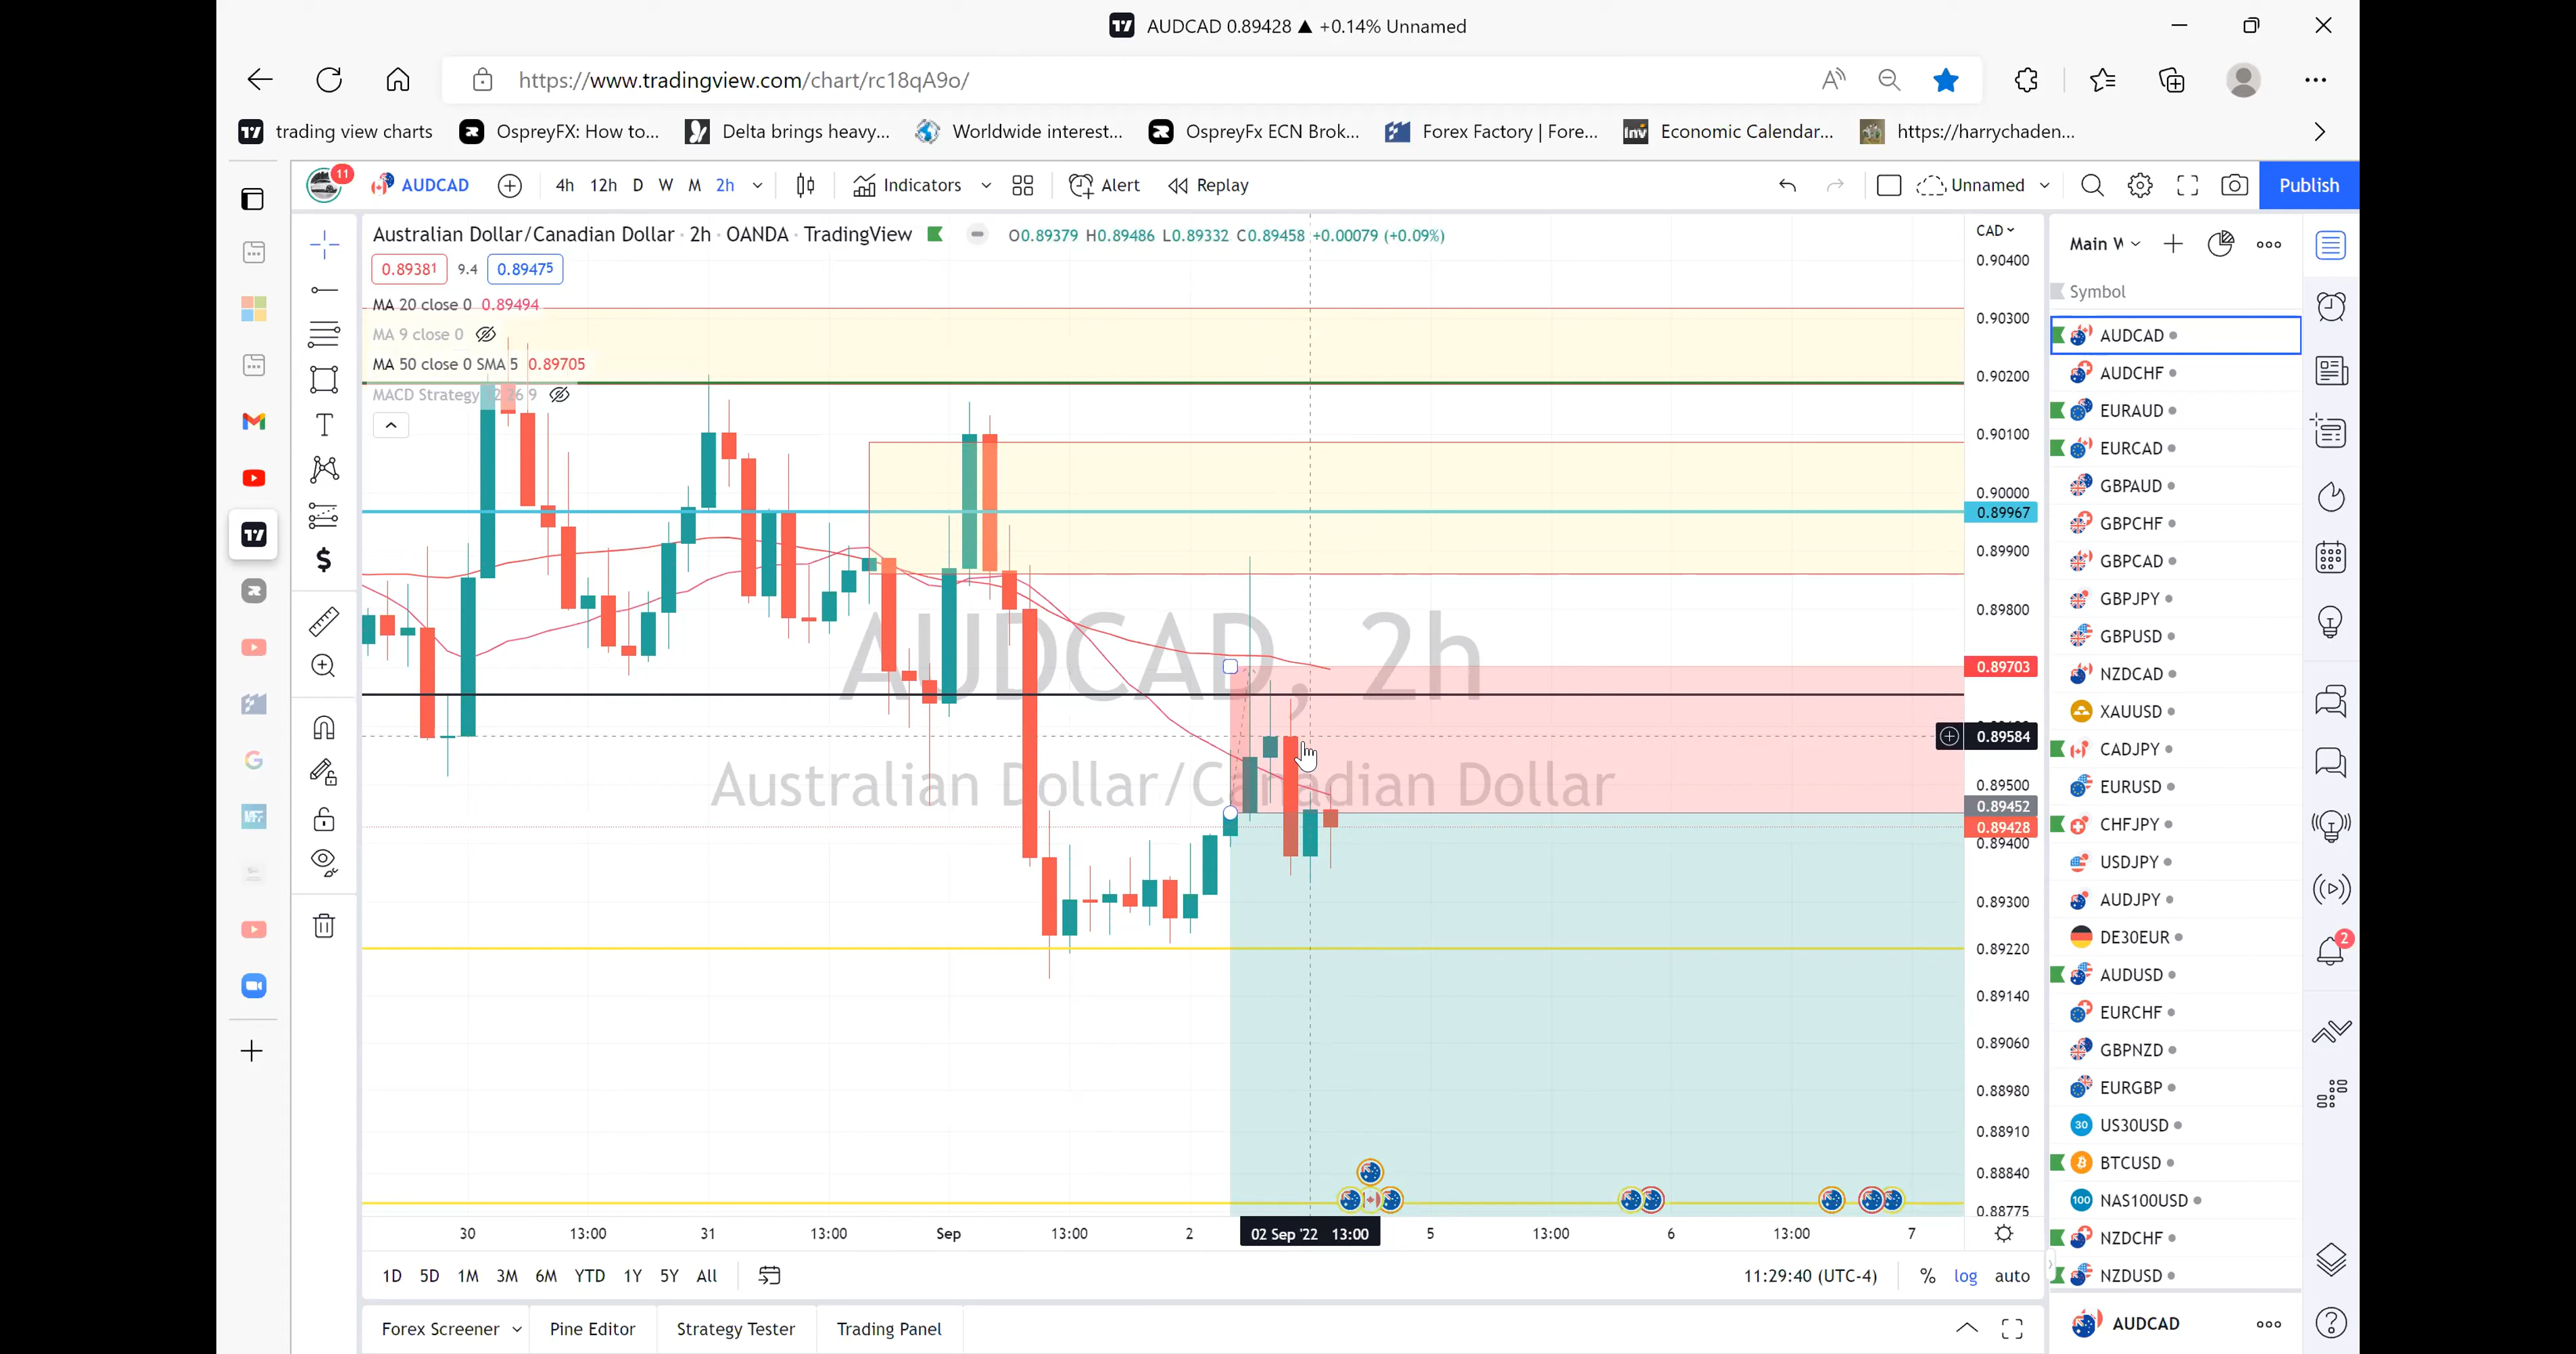 AUDCAD 0.89428 ▲ +0.14% Unnamed
https://www.tradingview.com/chart/rc18qA9o/
trading view charts OspreyFX: How to... Delta brings heavy... Worldwide interest... OspreyFx ECN Brok... Forex Factory | Fore... Economic Calendar... https://harrychaden...
11 AUDCAD 4h 12h D W M 2h Indicators Alert Replay Unnamed Publish
Australian Dollar/Canadian Dollar · 2h · OANDA · TradingView O0.89379 H0.89486 L0.89332 C0.89458 +0.00079 (+0.09%)
0.89381 9.4 0.89475
MA 20 close 0 0.89494
MA 9 close 0
MA 50 close 0 SMA 5 0.89705
MACD Strategy 12 26 9
AUDCAD, 2h
Australian Dollar/Canadian Dollar
CAD
0.90400
0.90300
0.90200
0.90100
0.90000
0.89967
0.89900
0.89800
0.89703
0.89584
0.89500
0.89452
0.89428
0.89400
0.89300
0.89220
0.89140
0.89060
0.88980
0.88910
0.88840
0.88775
30 13:00 31 13:00 Sep 13:00 2 02 Sep '22 13:00 5 13:00 6 13:00 7
1D 5D 1M 3M 6M YTD 1Y 5Y All 11:29:40 (UTC-4) % log auto
Forex Screener Pine Editor Strategy Tester Trading Panel
Main W
Symbol
AUDCAD
AUDCHF
EURAUD
EURCAD
GBPAUD
GBPCHF
GBPCAD
GBPJPY
GBPUSD
NZDCAD
XAUUSD
CADJPY
EURUSD
CHFJPY
USDJPY
AUDJPY
DE30EUR
AUDUSD
EURCHF
GBPNZD
EURGBP
US30USD
BTCUSD
NAS100USD
NZDCHF
NZDUSD
AUDCAD
2